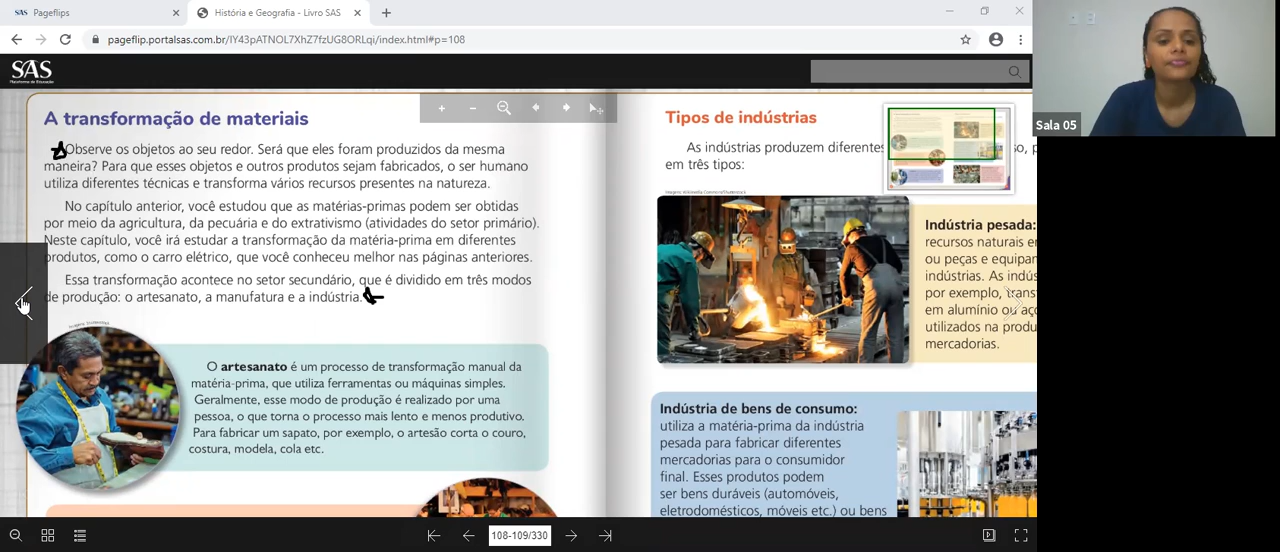 SAS Pageflips
História e Geografia - Livro SAS
pageflip.portalsas.com.br/IY43pATNOL7XhZ7fzUG8ORLqi/index.html#p=108
SAS
Plataforma de Educação
Sala 05
A transformação de materiais
Observe os objetos ao seu redor. Será que eles foram produzidos da mesma
maneira? Para que esses objetos e outros produtos sejam fabricados, o ser humano
utiliza diferentes técnicas e transforma vários recursos presentes na natureza.
No capítulo anterior, você estudou que as matérias-primas podem ser obtidas
por meio da agricultura, da pecuária e do extrativismo (atividades do setor primário).
Neste capítulo, você irá estudar a transformação da matéria-prima em diferentes
produtos, como o carro elétrico, que você conheceu melhor nas páginas anteriores.
Essa transformação acontece no setor secundário, que é dividido em três modos
de produção: o artesanato, a manufatura e a indústria.
O artesanato é um processo de transformação manual da
matéria-prima, que utiliza ferramentas ou máquinas simples.
Geralmente, esse modo de produção é realizado por uma
pessoa, o que torna o processo mais lento e menos produtivo.
Para fabricar um sapato, por exemplo, o artesão corta o couro,
costura, modela, cola etc.
Tipos de indústrias
As indústrias produzem diferentes
em três tipos:
Indústria pesada:
recursos naturais e
ou peças e equipa
indústrias. As indús
por exemplo, trans
em alumínio ou aço
utilizados na produ
mercadorias.
Indústria de bens de consumo:
utiliza a matéria-prima da indústria
pesada para fabricar diferentes
mercadorias para o consumidor
final. Esses produtos podem
ser bens duráveis (automóveis,
eletrodomésticos, móveis etc.) ou bens
108-109/330